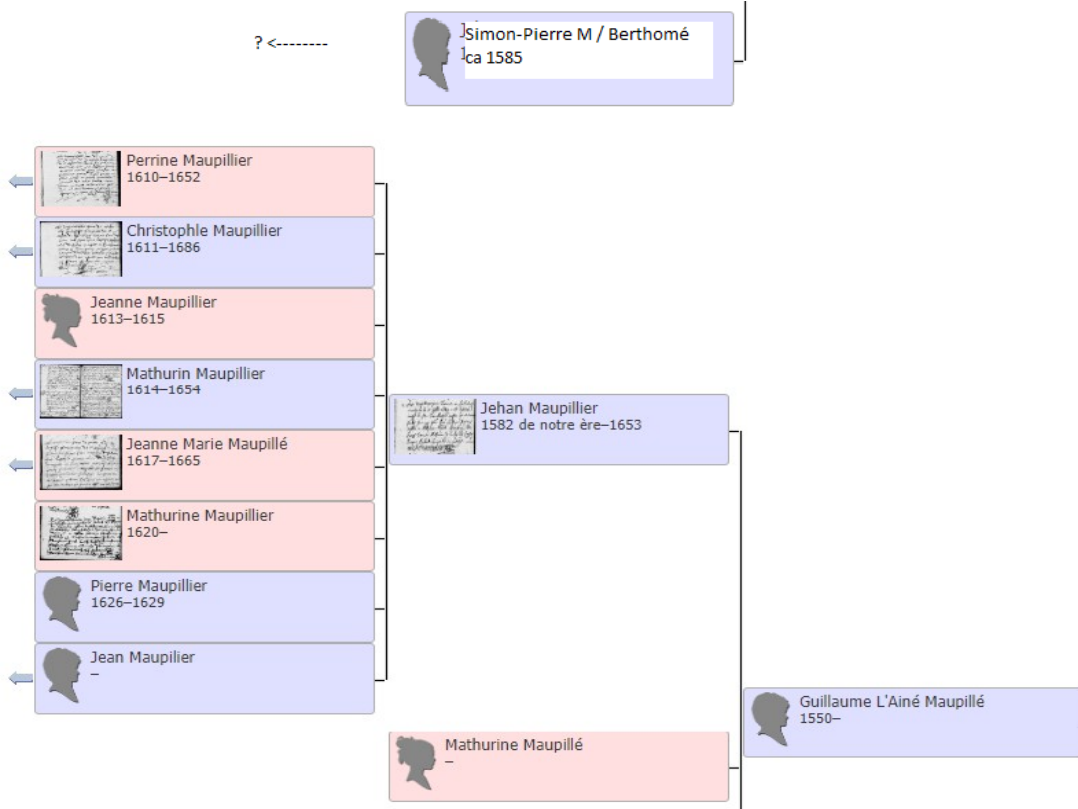 ? <--------
Simon-Pierre M / Berthomé
ca 1585
Perrine Maupillier
1610–1652
Christophle Maupillier
1611–1686
Jeanne Maupillier
1613–1615
Mathurin Maupillier
1614–1654
Jeanne Marie Maupillé
1617–1665
Mathurine Maupillier
1620–
Pierre Maupillier
1626–1629
Jean Maupilier
–
Jehan Maupillier
1582 de notre ère–1653
Mathurine Maupillé
–
Guillaume L'Ainé Maupillé
1550–